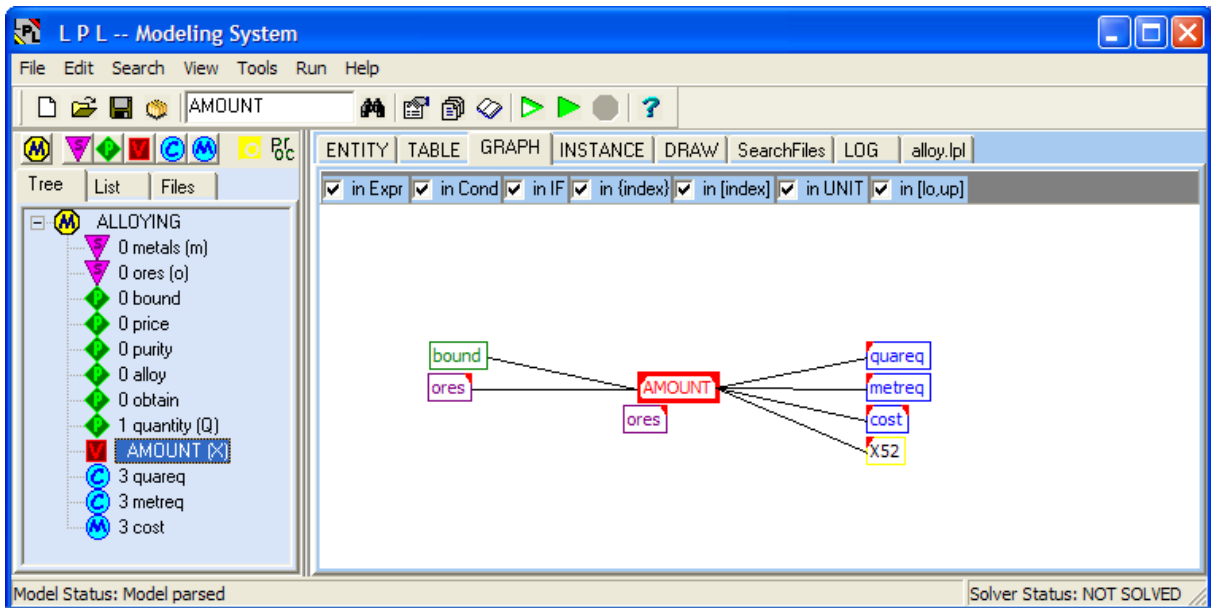 L P L -- Modeling System
File Edit Search View Tools Run Help
AMOUNT
Prc
ENTITY TABLE GRAPH INSTANCE DRAW SearchFiles LOG alloy.lpl
Tree List Files
in Expr in Cond in IF in {index} in [index] in UNIT in [lo,up]
M ALLOYING
S 0 metals (m)
S 0 ores (o)
P 0 bound
P 0 price
P 0 purity
P 0 alloy
P 0 obtain
P 1 quantity (Q)
V AMOUNT (X)
C 3 quareq
C 3 metreq
M 3 cost
bound
ores
AMOUNT
ores
quareq
metreq
cost
X52
Model Status: Model parsed
Solver Status: NOT SOLVED